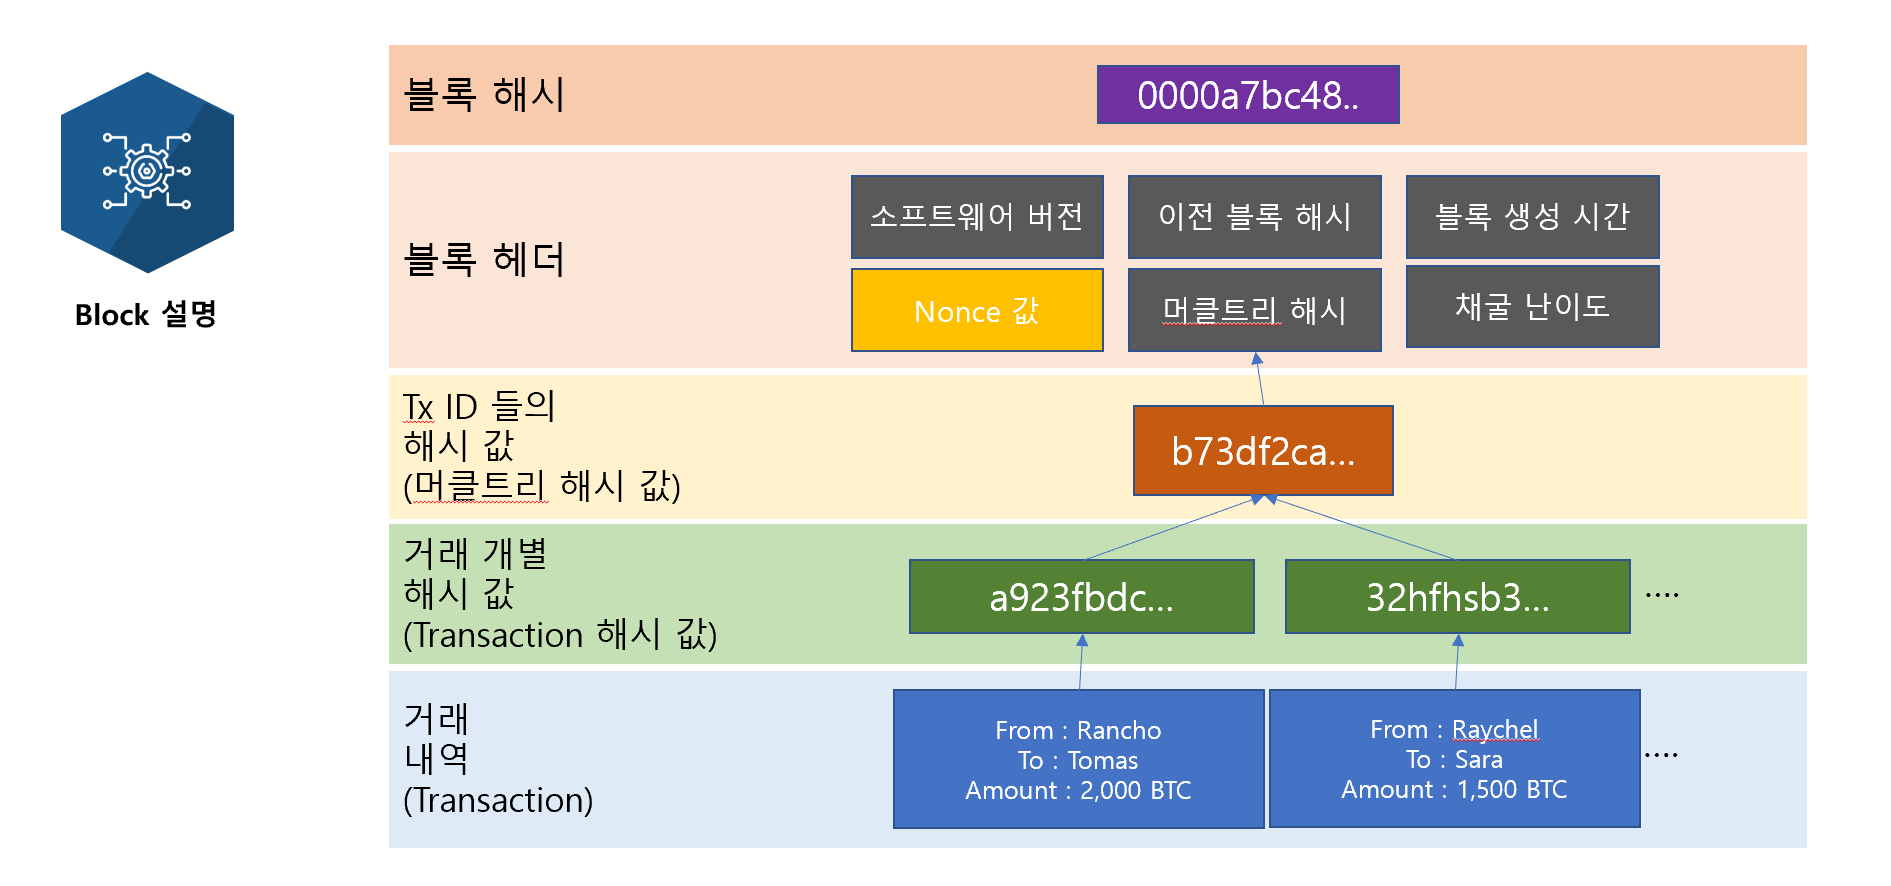 블록 해시
0000a7bc48..
블록 헤더
소프트웨어 버전
이전 블록 해시
블록 생성 시간
Nonce 값
머클트리 해시
채굴 난이도
Block 설명
Tx ID 들의
해시 값
(머클트리 해시 값)
b73df2ca...
거래 개별
해시 값
(Transaction 해시 값)
a923fbdc...
32hfhsb3...
....
거래
내역
(Transaction)
From : Rancho
To : Tomas
Amount : 2,000 BTC
From : Raychel
To : Sara
Amount : 1,500 BTC
....